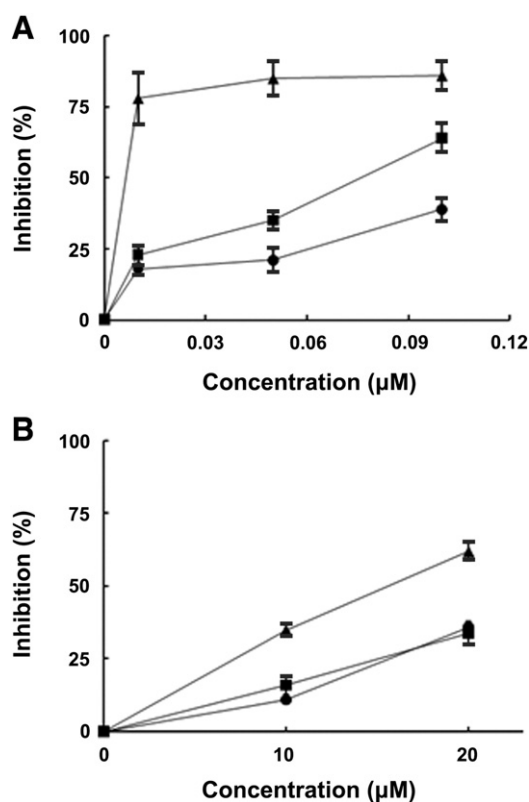 A
100
75
50
25
0
Inhibition (%)
0 0.03 0.06 0.09 0.12
Concentration (μM)
B
100
75
50
25
0
Inhibition (%)
0 10 20
Concentration (μM)